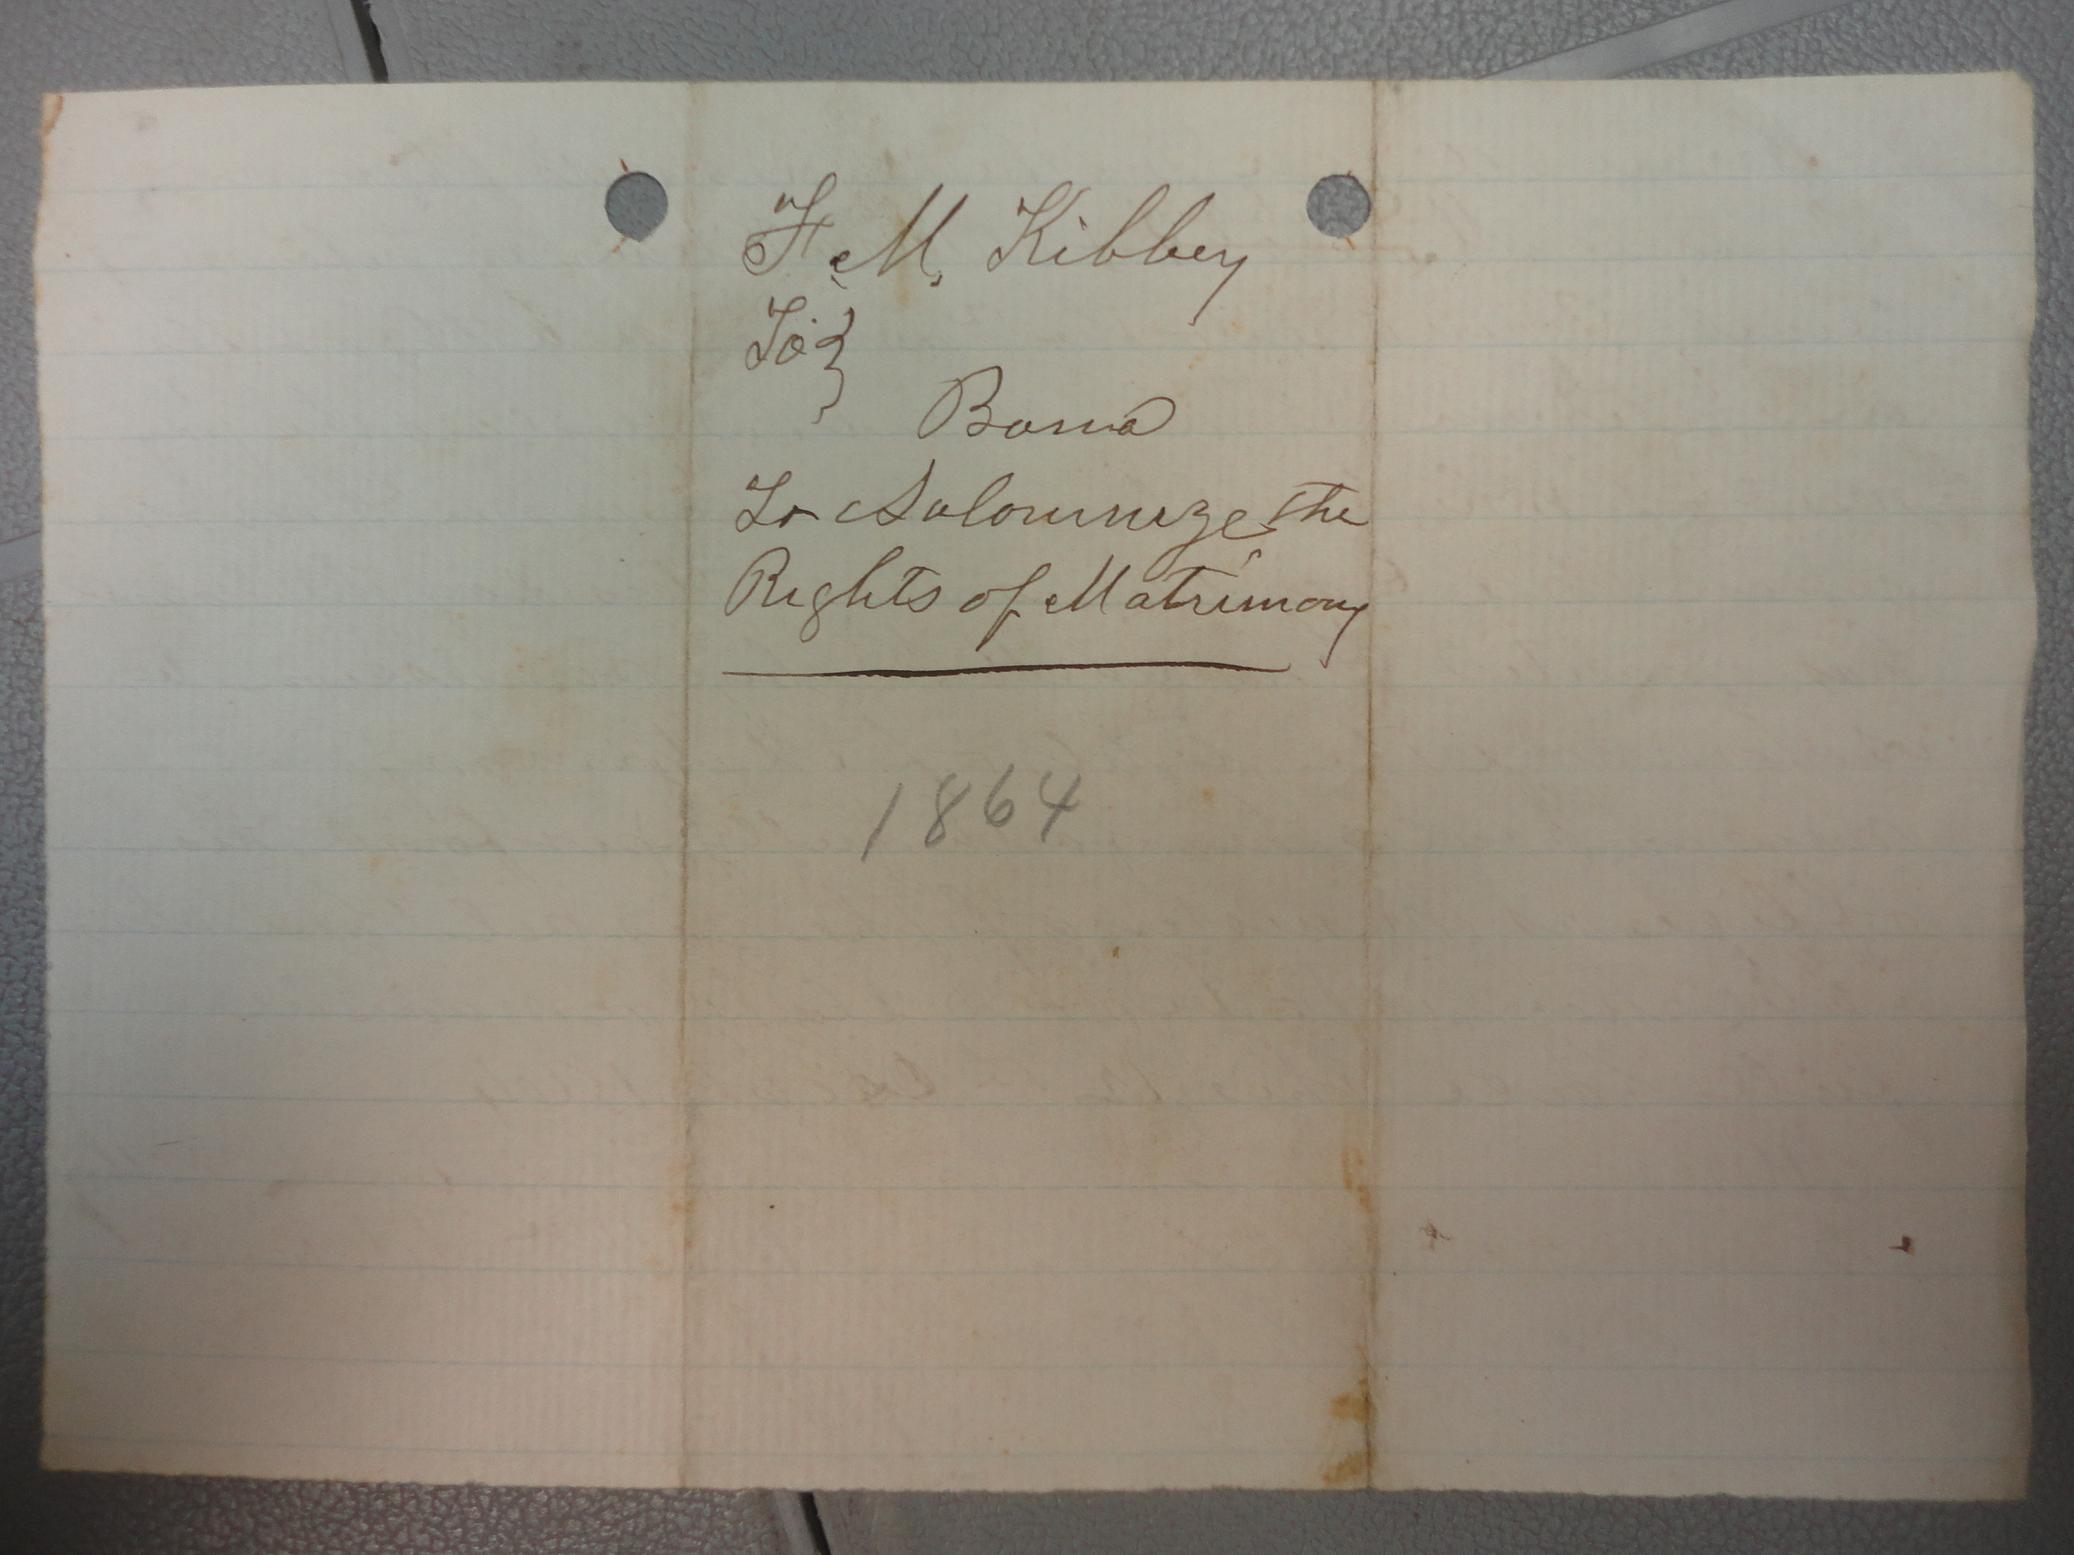 F. M. Kibbey
To }
Bond
To Solomnize the
Rights of Matrimony
1864